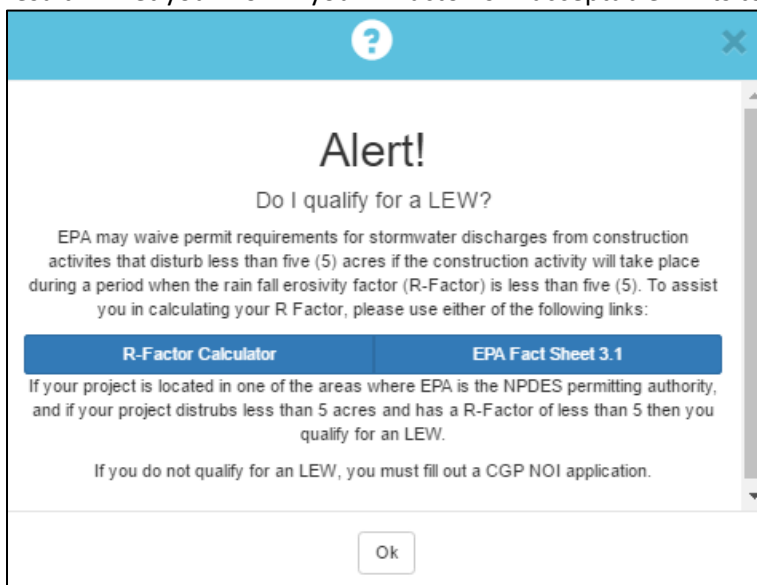 ?
×
Alert!
Do I qualify for a LEW?
EPA may waive permit requirements for stormwater discharges from construction
activites that disturb less than five (5) acres if the construction activity will take place
during a period when the rain fall erosivity factor (R-Factor) is less than five (5). To assist
you in calculating your R Factor, please use either of the following links:
R-Factor Calculator EPA Fact Sheet 3.1
If your project is located in one of the areas where EPA is the NPDES permitting authority,
and if your project distrubs less than 5 acres and has a R-Factor of less than 5 then you
qualify for an LEW.
If you do not qualify for an LEW, you must fill out a CGP NOI application.
Ok